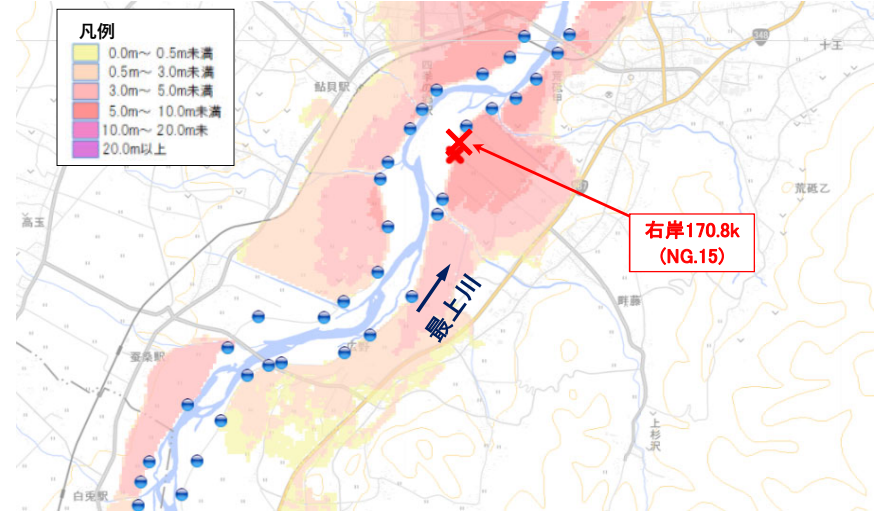 凡例
0.0m～ 0.5m未満
0.5m～ 3.0m未満
3.0m～ 5.0m未満
5.0m～ 10.0m未満
10.0m～ 20.0m未
20.0m以上
鮎貝駅
348
十王
荒砥乙
高玉
右岸170.8k
(NG.15)
最上川
畔藤
蚕桑駅
広野
上杉沢
白兎駅